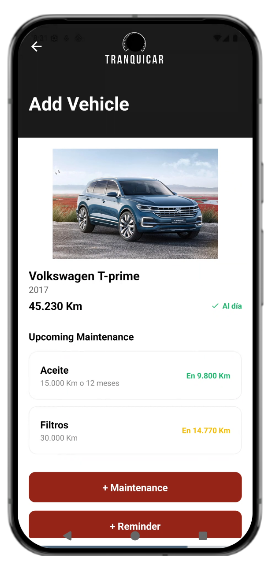 TRANQUICAR
Add Vehicle
Volkswagen T-prime
2017
45.230 Km
Al día
Upcoming Maintenance
Aceite
15.000 Km o 12 meses
En 9.800 Km
Filtros
30.000 Km
En 14.770 Km
+ Maintenance
+ Reminder